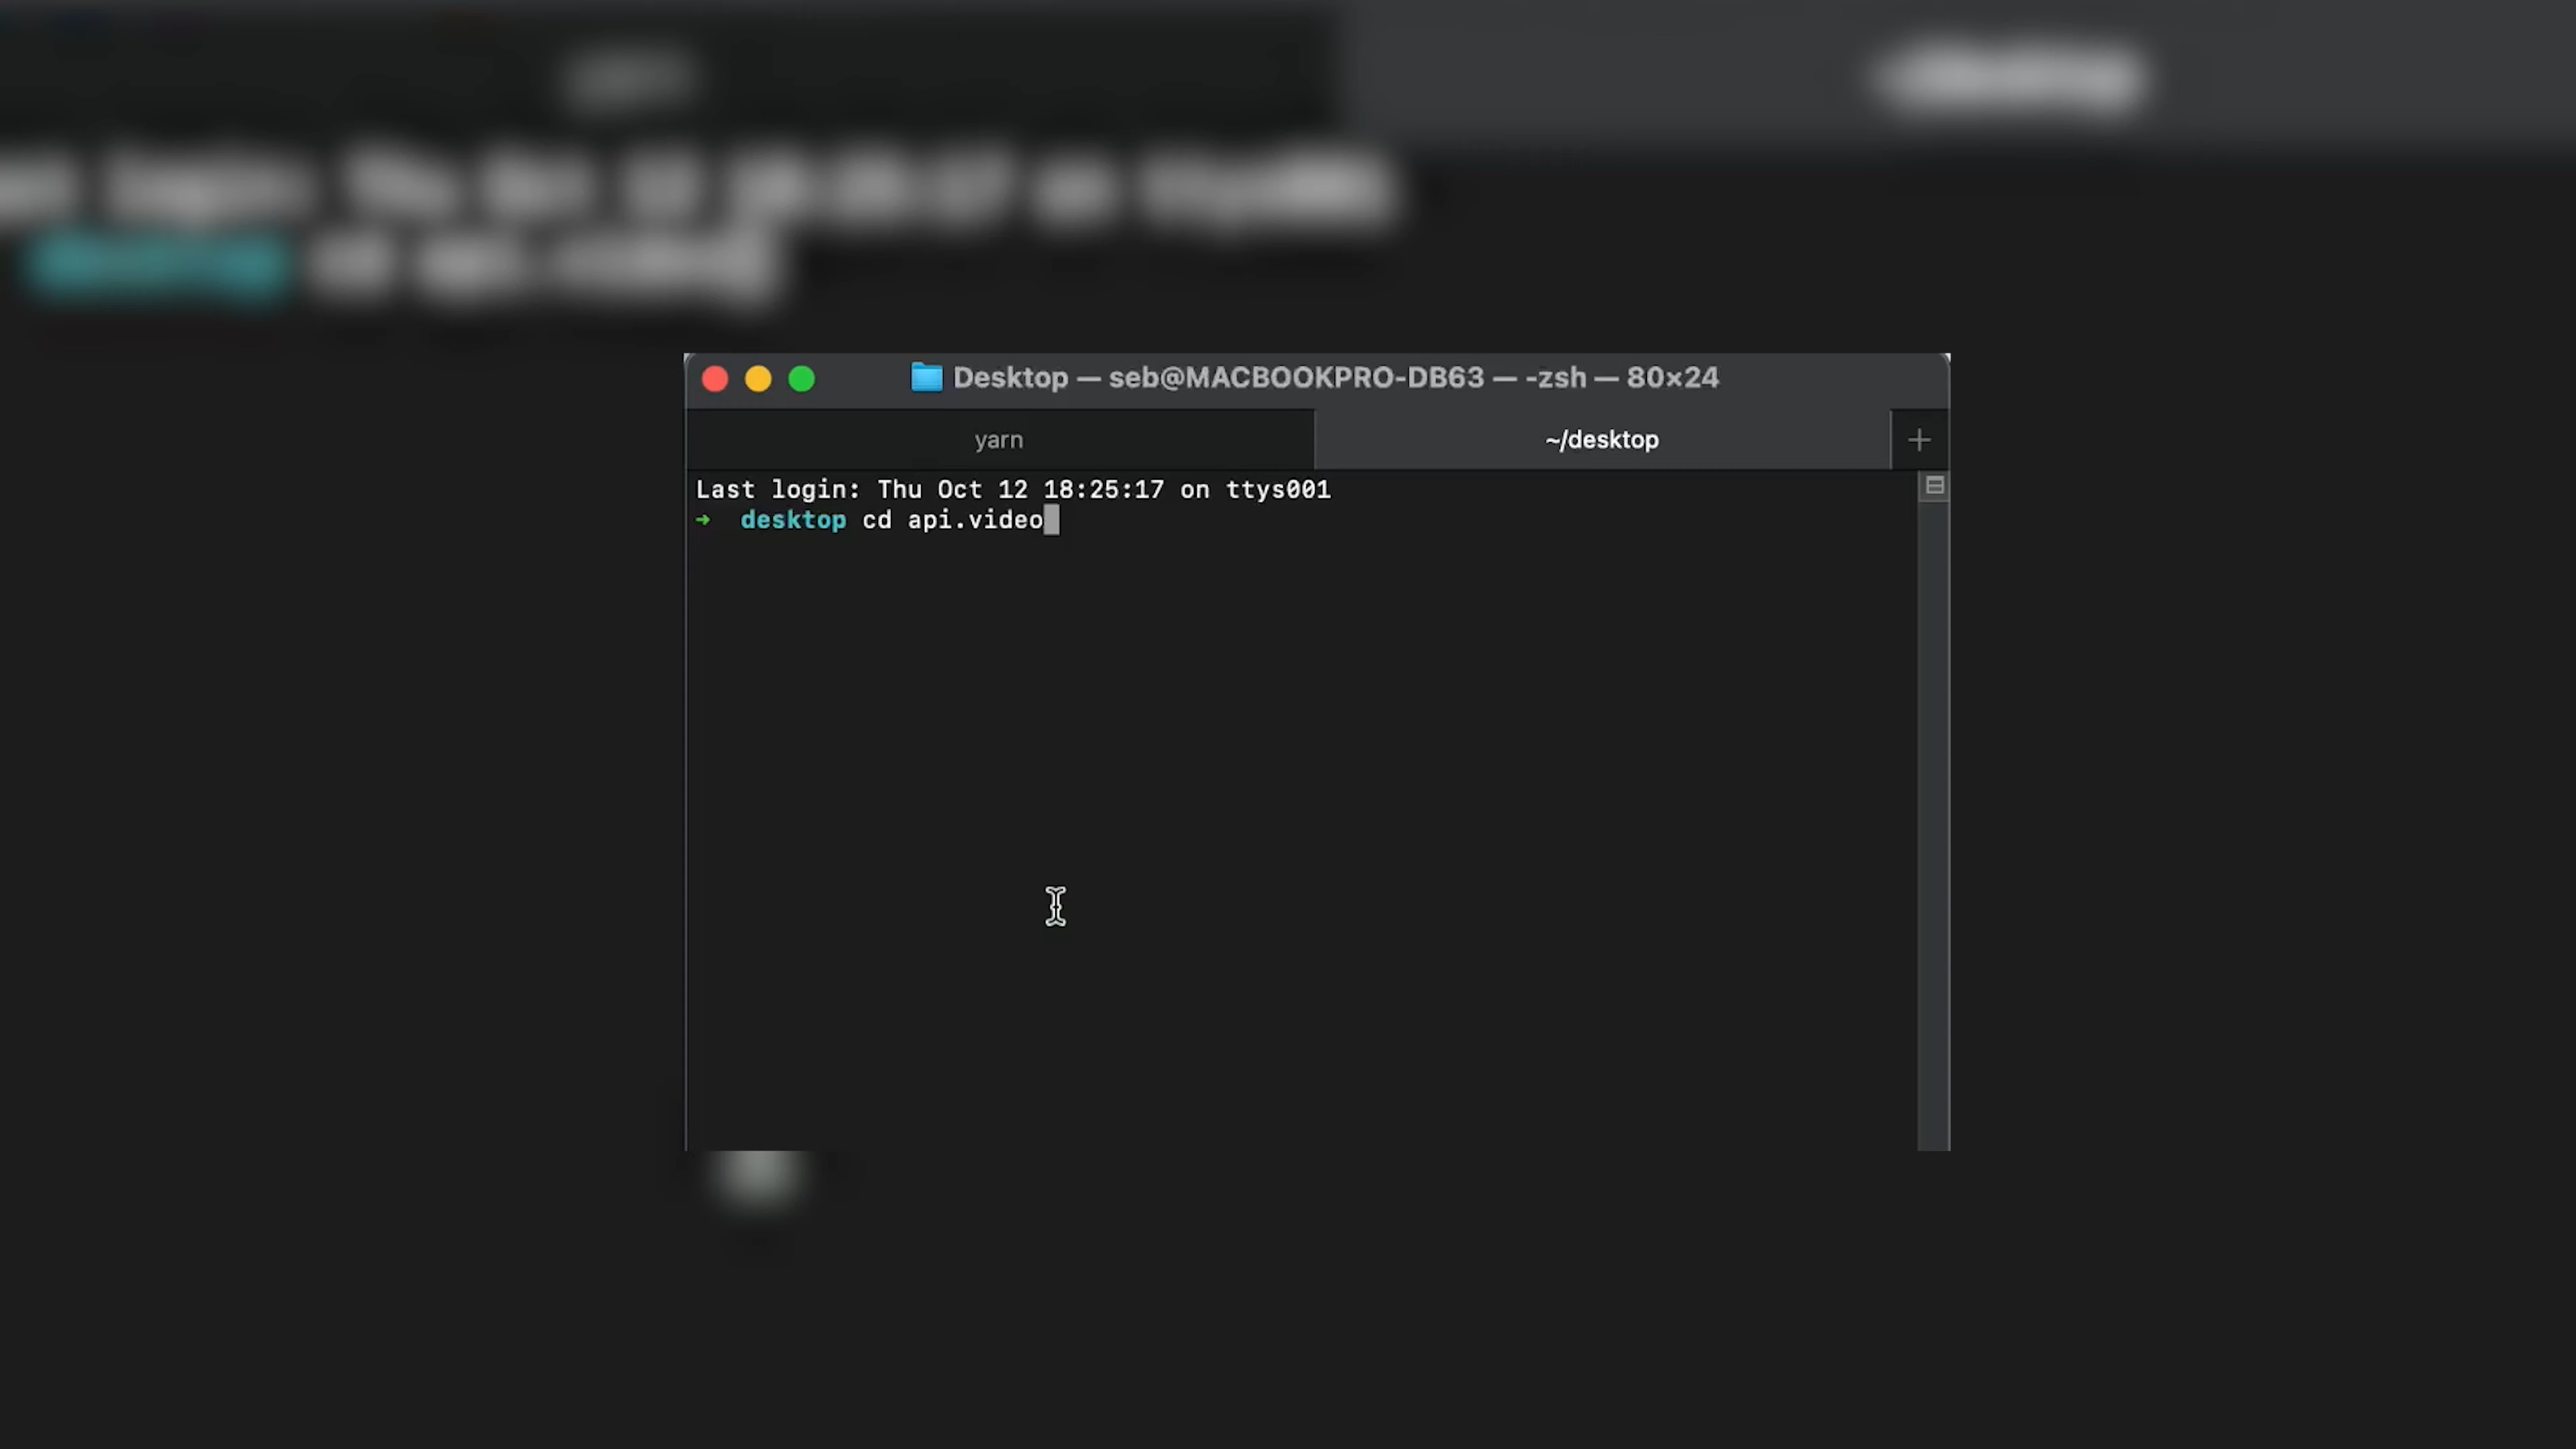 Desktop — seb@MACBOOKPRO-DB63 — -zsh — 80×24
yarn
~/desktop
Last login: Thu Oct 12 18:25:17 on ttys001
➜ desktop cd api.video